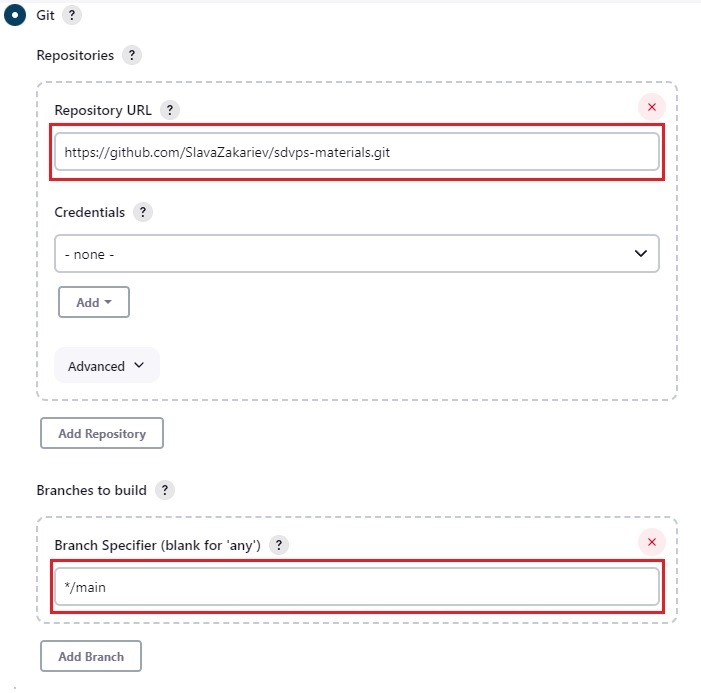 Git ?
Repositories ?
Repository URL ?
https://github.com/SlavaZakariev/sdvps-materials.git
Credentials ?
- none -
Add
Advanced
Add Repository
Branches to build ?
Branch Specifier (blank for 'any') ?
*/main
Add Branch